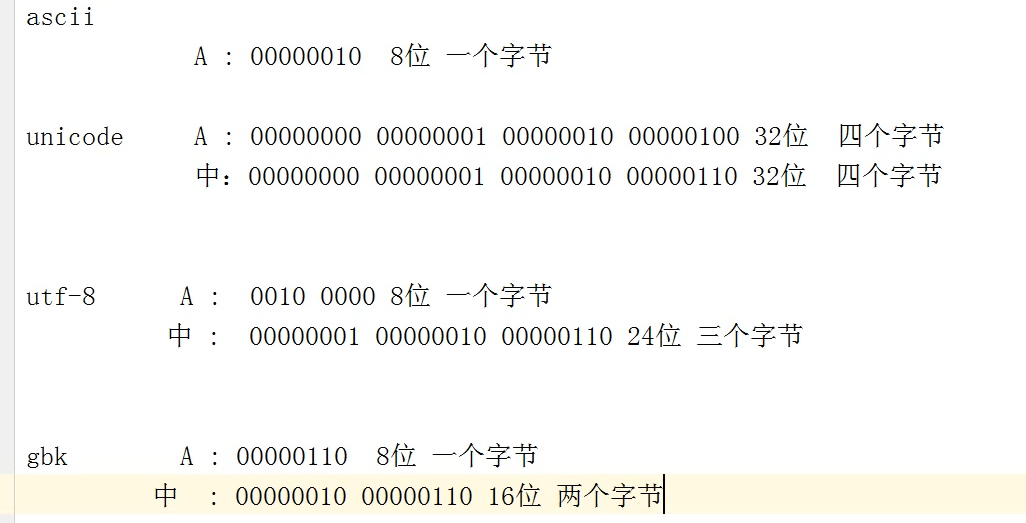 ascii
A : 00000010 8位 一个字节
unicode A : 00000000 00000001 00000010 00000100 32位 四个字节
中: 00000000 00000001 00000010 00000110 32位 四个字节
utf-8 A : 0010 0000 8位 一个字节
中 : 00000001 00000010 00000110 24位 三个字节
gbk A : 00000110 8位 一个字节
中 : 00000010 00000110 16位 两个字节